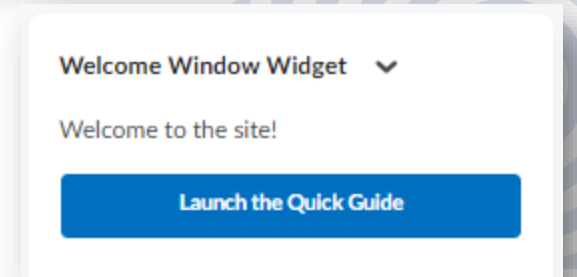 Welcome Window Widget
Welcome to the site!
Launch the Quick Guide